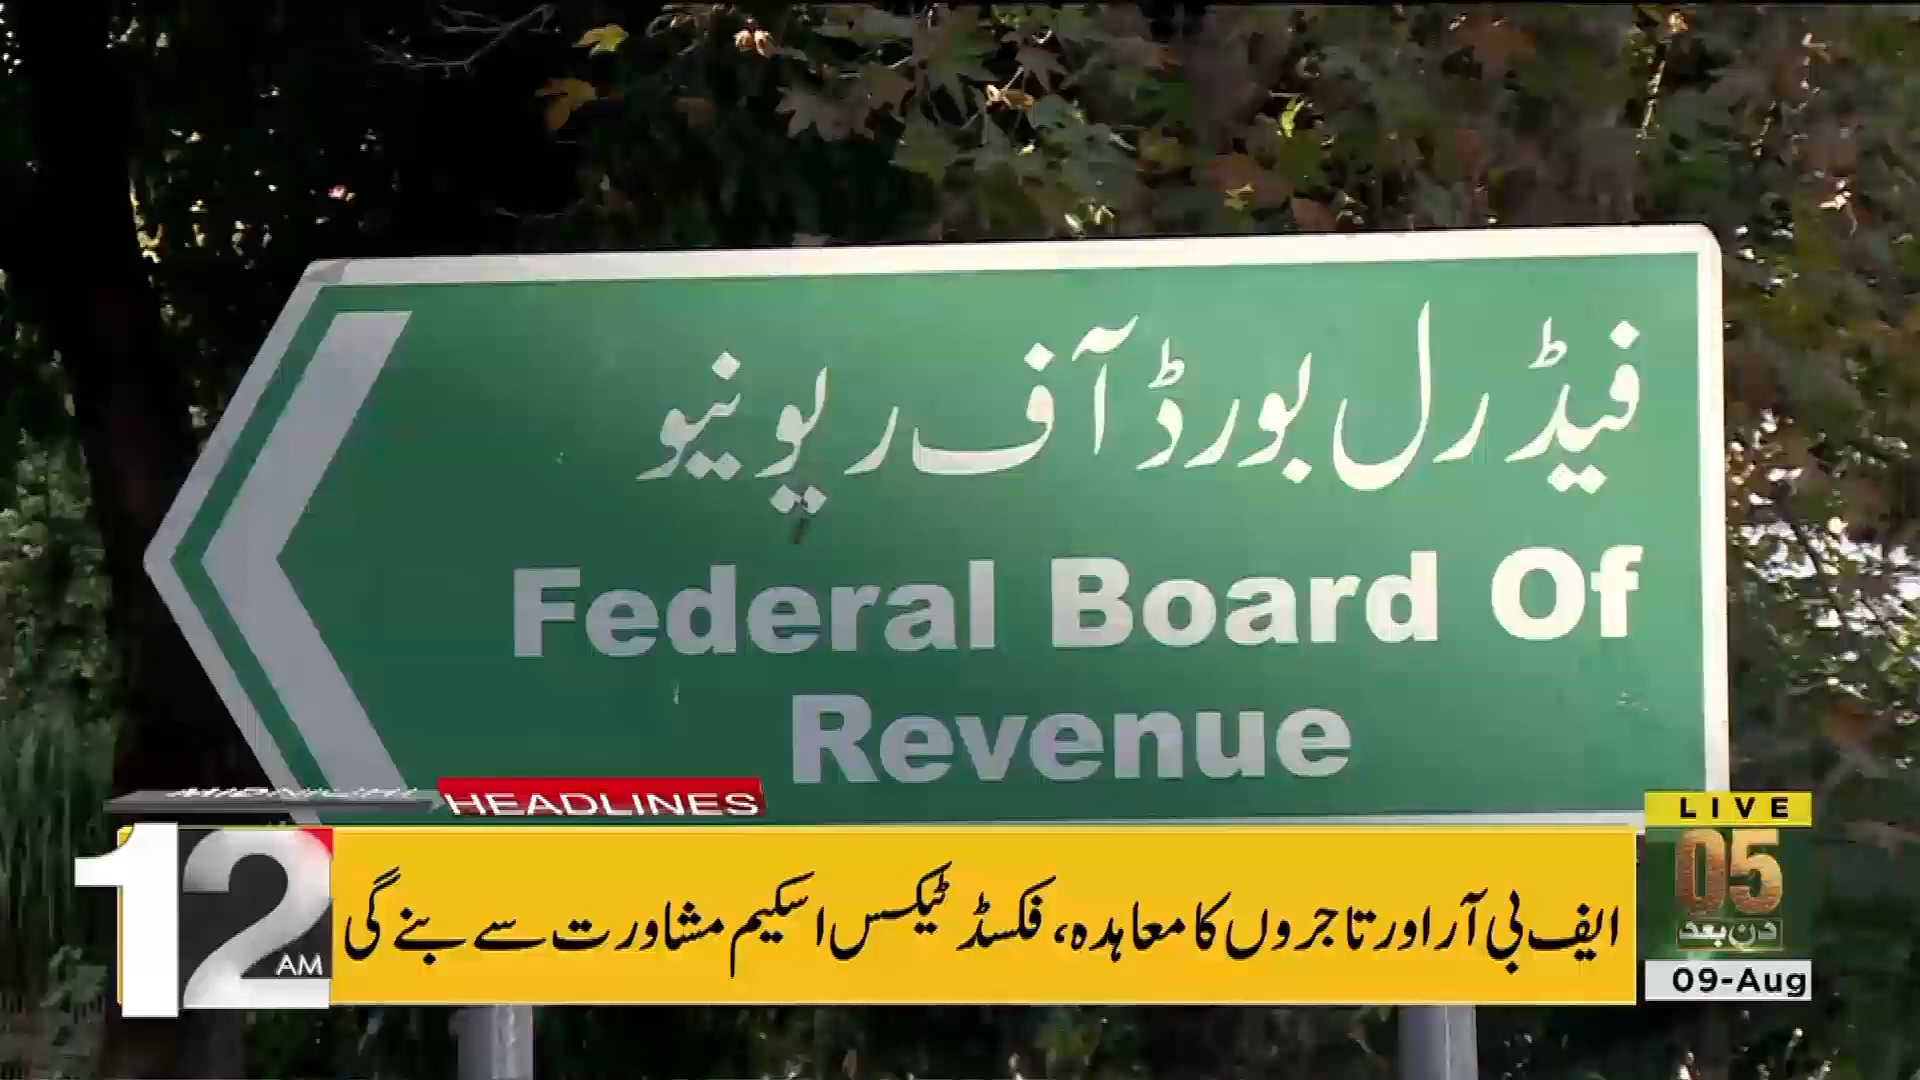 فیڈرل بورڈ آف ریونیو
Federal Board Of
Revenue
HEADLINES
12 AM
ایف بی آر اور تاجروں کا معاہدہ، فکسڈ ٹیکس اسکیم مشاورت سے بنے گی
LIVE
05
دن بعد
09-Aug